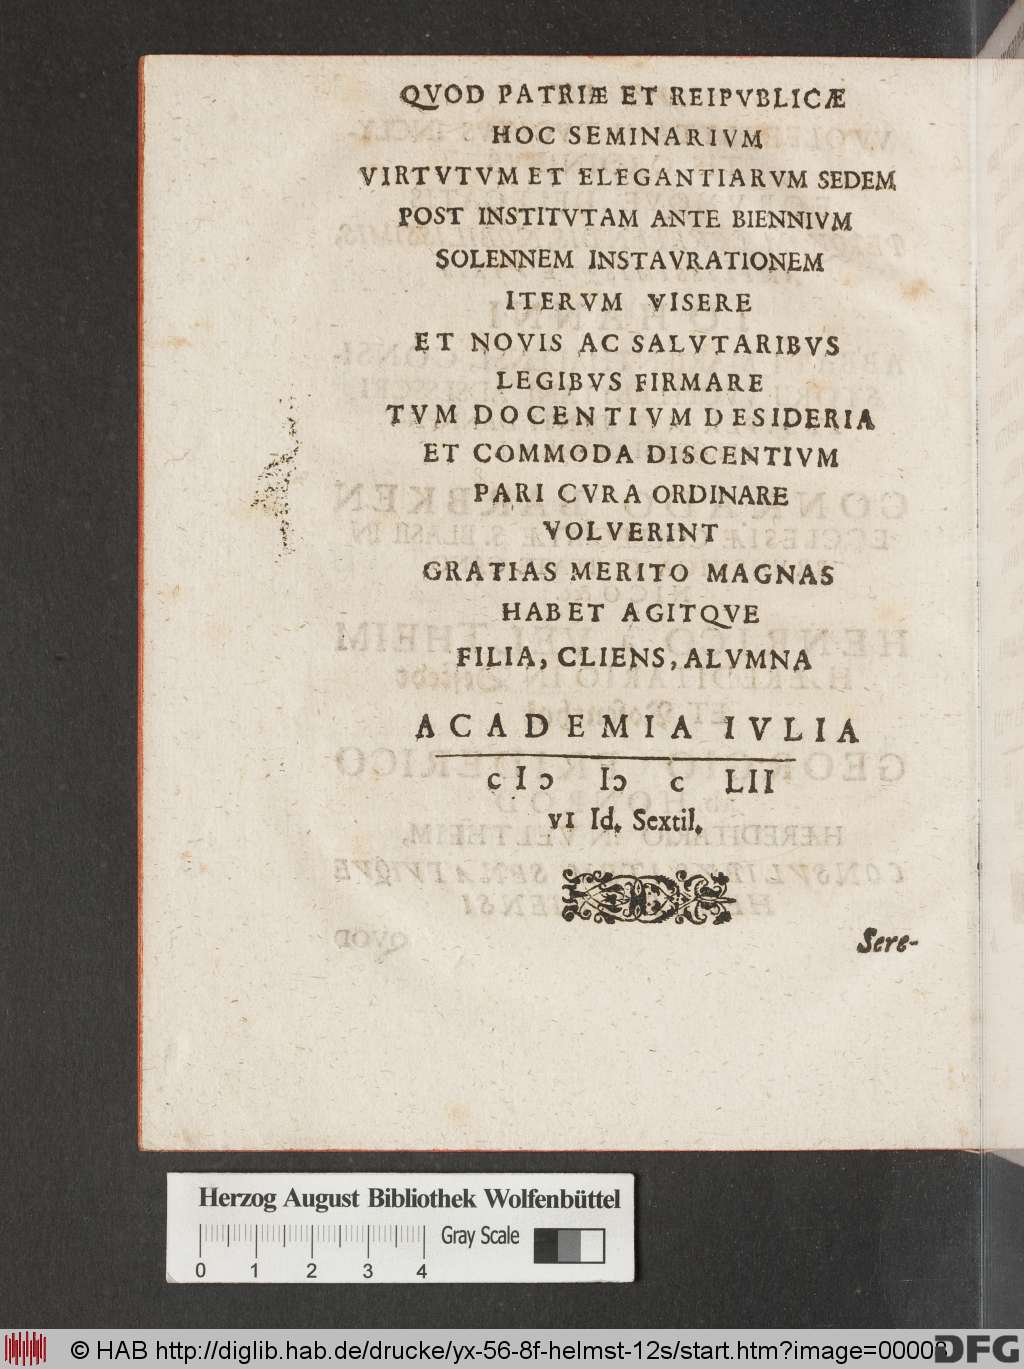 QVOD PATRIÆ ET REIPVBLICÆ
HOC SEMINARIVM
VIRTVTVM ET ELEGANTIARVM SEDEM
POST INSTITVTAM ANTE BIENNIVM
SOLENNEM INSTAVRATIONEM
ITERVM VISERE
ET NOVIS AC SALVTARIBVS
LEGIBVS FIRMARE
TVM DOCENTIVM DESIDERIA
ET COMMODA DISCENTIVM
PARI CVRA ORDINARE
VOLVERINT
GRATIAS MERITO MAGNAS
HABET AGITQVE
FILIA, CLIENS, ALVMNA
ACADEMIA IVLIA
cIↄ Iↄ c LII
VI Id. Sextil.
Sere-
Herzog August Bibliothek Wolfenbüttel
Gray Scale
0 1 2 3 4
© HAB http://diglib.hab.de/drucke/yx-56-8f-helmst-12s/start.htm?image=00003
DFG